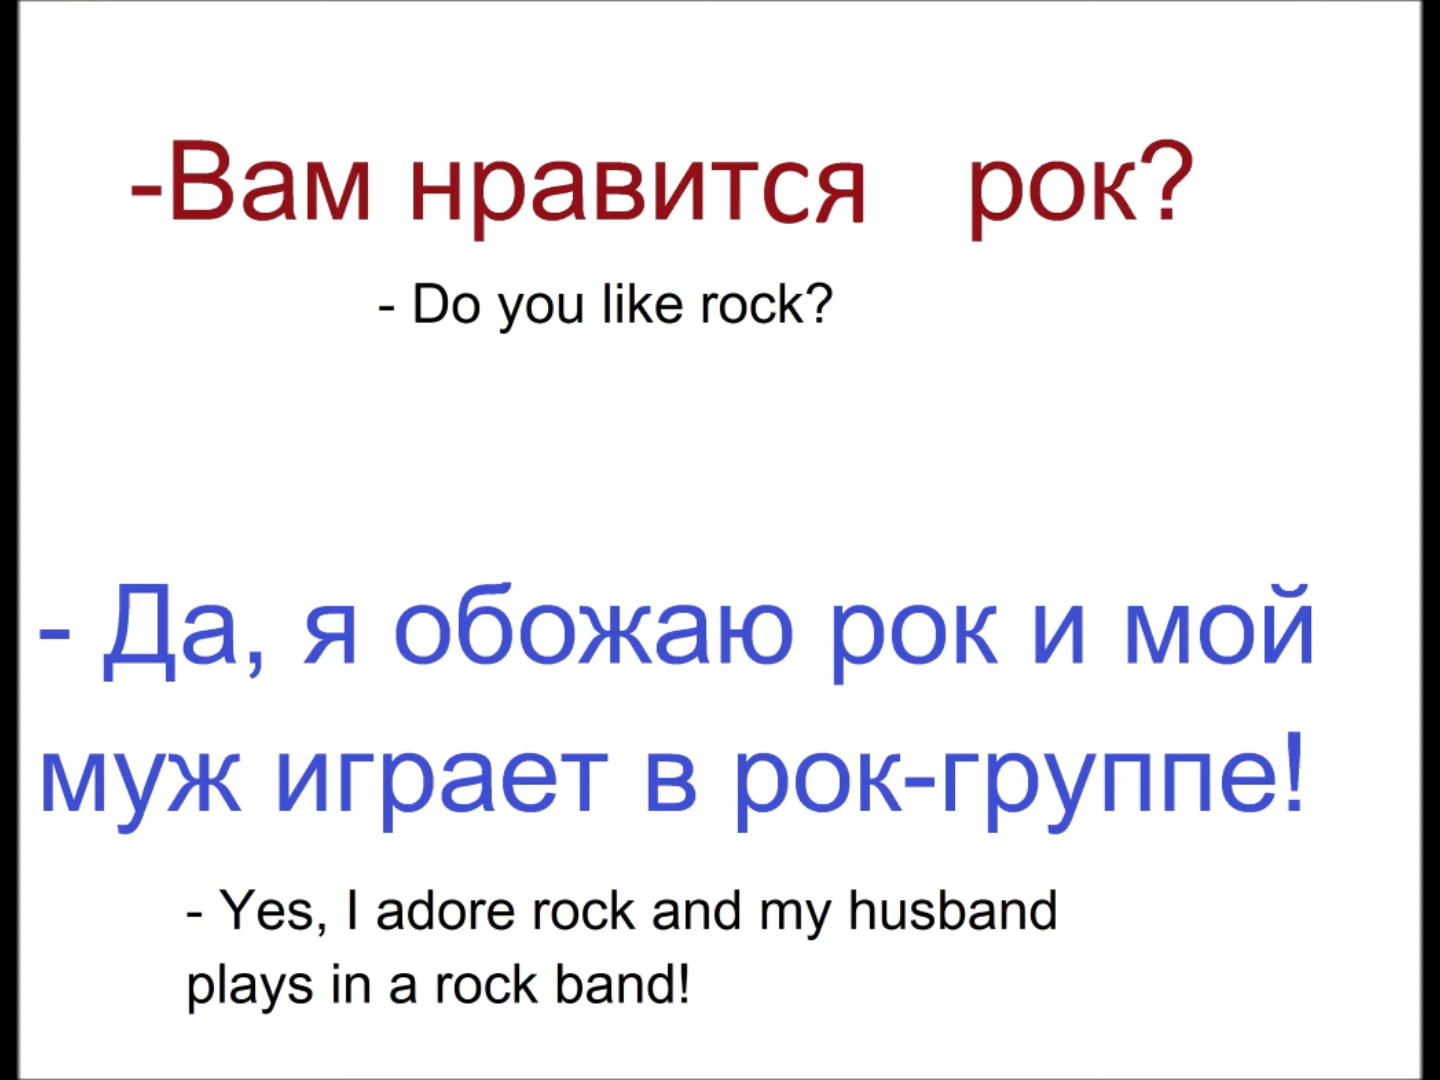 -Вам нравится рок?
- Do you like rock?
- Да, я обожаю рок и мой
муж играет в рок-группе!
- Yes, I adore rock and my husband
plays in a rock band!